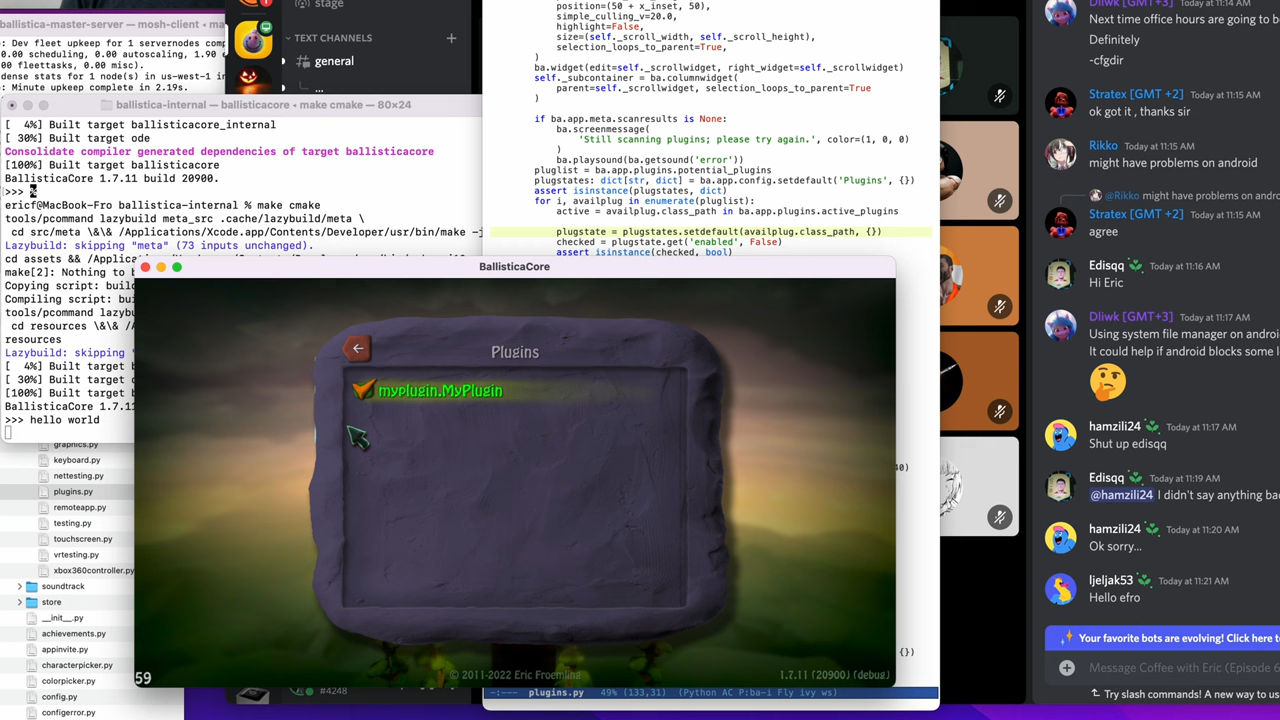 ballistica-master-server — mosh-client — ma
: Dev fleet upkeep for 1 servernodes comp
0.00 scheduling, 0.00 autoscaling, 1.90
00 fleettasks, 0.00 misc).
dense stats for 1 node(s) in us-west-1 i
: Minute upkeep complete in 2.19s.
ballistica-internal — ballisticacore ‹ make cmake — 80×24
[  4%] Built target ballisticacore_internal
[ 30%] Built target ode
Consolidate compiler generated dependencies of target ballisticacore
[100%] Built target ballisticacore
BallisticaCore 1.7.11 build 20900.
>>>
ericf@MacBook-Fro ballistica-internal % make cmake
tools/pcommand lazybuild meta_src .cache/lazybuild/meta \
cd src/meta \&\& /Applications/Xcode.app/Contents/Developer/usr/bin/make -j
Lazybuild: skipping "meta" (73 inputs unchanged).
cd assets && /Applicatio
make[2]: Nothing to b
Copying script: buil
Compiling script: bui
tools/pcommand lazybu
cd resources \&\& /A
resources
Lazybuild: skipping "
[  4%] Built target b
[ 30%] Built target o
[100%] Built target b
BallisticaCore 1.7.11
>>> hello world
graphics.py
keyboard.py
nettesting.py
plugins.py
remoteapp.py
testing.py
touchscreen.py
vrtesting.py
xbox360controller.py
soundtrack
store
__init__.py
achievements.py
appinvite.py
characterpicker.py
colorpicker.py
config.py
configerror.py
stage
TEXT CHANNELS
general
#4248
position=(50 + x_inset, 50),
simple_culling_v=20.0,
highlight=False,
size=(self._scroll_width, self._scroll_height),
selection_loops_to_parent=True,
)
ba.widget(edit=self._scrollwidget, right_widget=self._scrollwidget)
self._subcontainer = ba.columnwidget(
parent=self._scrollwidget, selection_loops_to_parent=True
)
if ba.app.meta.scanresults is None:
ba.screenmessage(
'Still scanning plugins; please try again.', color=(1, 0, 0)
)
ba.playsound(ba.getsound('error'))
pluglist = ba.app.plugins.potential_plugins
plugstates: dict[str, dict] = ba.app.config.setdefault('Plugins', {})
assert isinstance(plugstates, dict)
for i, availplug in enumerate(pluglist):
active = availplug.class_path in ba.app.plugins.active_plugins
plugstate = plugstates.setdefault(availplug.class_path, {})
checked = plugstate.get('enabled', False)
assert isinstance(checked, bool)
40)
{})
-:--- plugins.py 49% (133,31) (Python AC P:ba-i Fly ivy ws)
BallisticaCore
Plugins
myplugin.MyPlugin
59
© 2011-2022 Eric Froemling
1.7.11 (20900) (debug)
Dliwk [GMT+3] Today at 11:14 AM
Next time office hours are going to b
Definitely
-cfgdir
Stratex [GMT +2] Today at 11:15 AM
ok got it , thanks sir
Rikko Today at 11:15 AM
might have problems on android
@Rikko might have problems on an
Stratex [GMT +2] Today at 11:15 AM
agree
Edisqq Today at 11:16 AM
Hi Eric
Dliwk [GMT+3] Today at 11:17 AM
Using system file manager on android
It could help if android blocks some l
hamzili24 Today at 11:17 AM
Shut up edisqq
Edisqq Today at 11:19 AM
@hamzili24 I didn't say anything bac
hamzili24 Today at 11:20 AM
Ok sorry...
ljeljak53 Today at 11:21 AM
Hello efro
Your favorite bots are evolving! Click here to
Message Coffee with Eric (Episode 6
Try slash commands! A new way to us